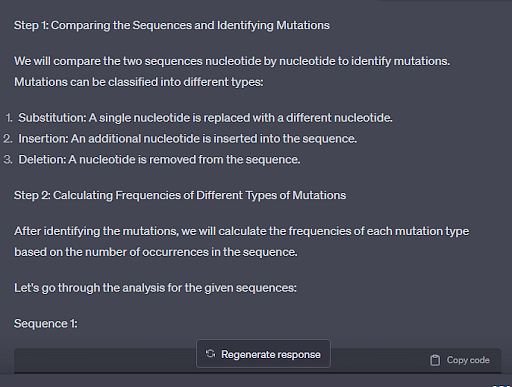 Step 1: Comparing the Sequences and Identifying Mutations
We will compare the two sequences nucleotide by nucleotide to identify mutations.
Mutations can be classified into different types:
1. Substitution: A single nucleotide is replaced with a different nucleotide.
2. Insertion: An additional nucleotide is inserted into the sequence.
3. Deletion: A nucleotide is removed from the sequence.
Step 2: Calculating Frequencies of Different Types of Mutations
After identifying the mutations, we will calculate the frequencies of each mutation type
based on the number of occurrences in the sequence.
Let's go through the analysis for the given sequences:
Sequence 1:
Regenerate response
Copy code